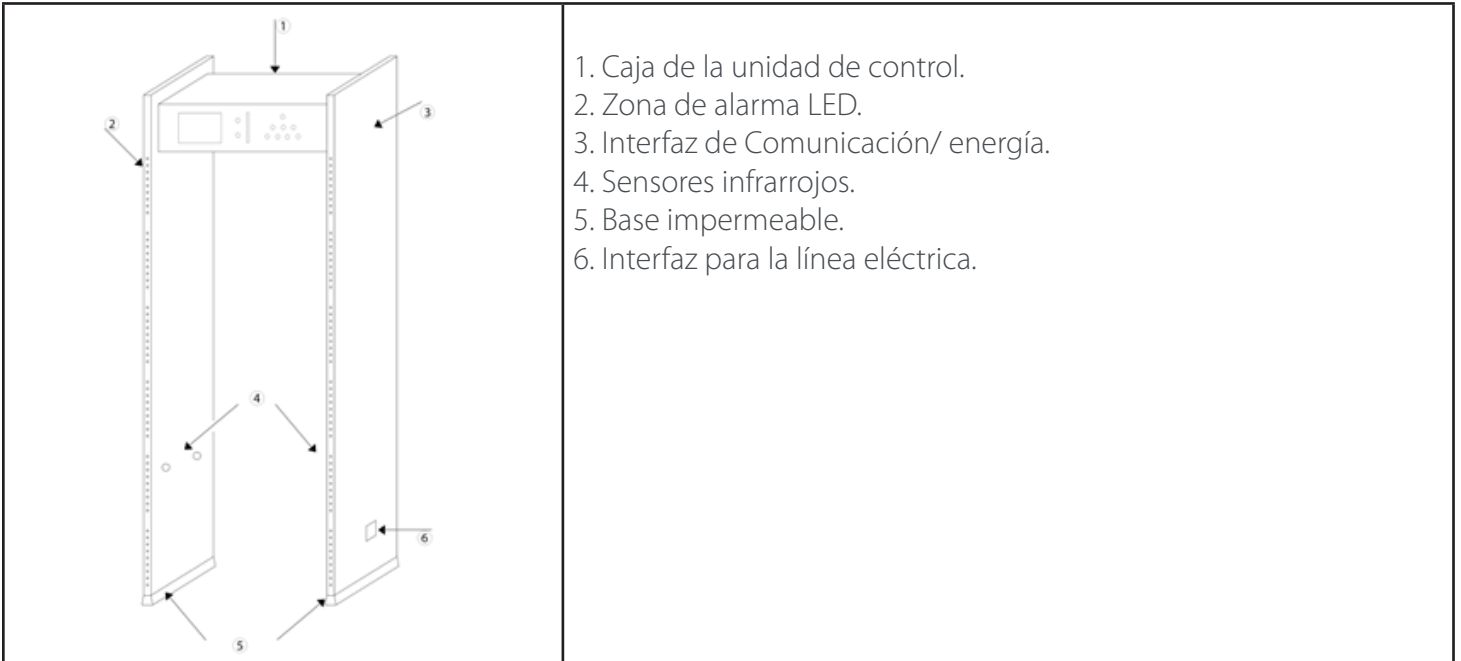 1
2
3
4
5
6
1. Caja de la unidad de control.
2. Zona de alarma LED.
3. Interfaz de Comunicación/ energía.
4. Sensores infrarrojos.
5. Base impermeable.
6. Interfaz para la línea eléctrica.